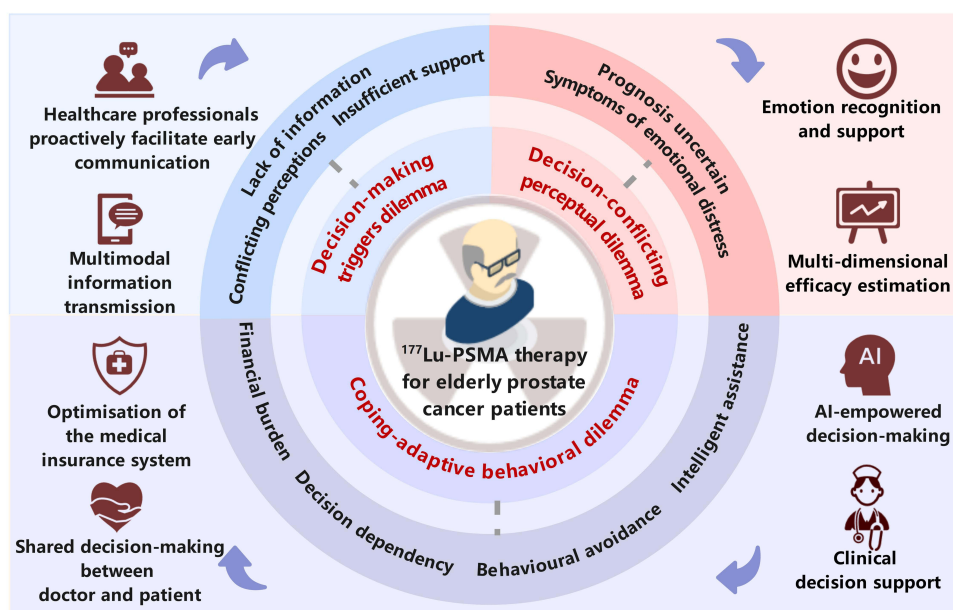 Healthcare professionals
proactively facilitate early
communication
Multimodal
information
transmission
Optimisation of
the medical
insurance system
Shared decision-making
between
doctor and patient
Lack of information
Insufficient support
Conflicting perceptions
Decision-making
triggers dilemma
Prognosis uncertain
Symptoms of emotional distress
Decision-conflicting
perceptual dilemma
¹⁷⁷Lu-PSMA therapy
for elderly prostate
cancer patients
Coping-adaptive behavioral dilemma
Financial burden
Decision dependency
Behavioural avoidance
Intelligent assistance
Emotion recognition
and support
Multi-dimensional
efficacy estimation
AI
AI-empowered
decision-making
Clinical
decision support